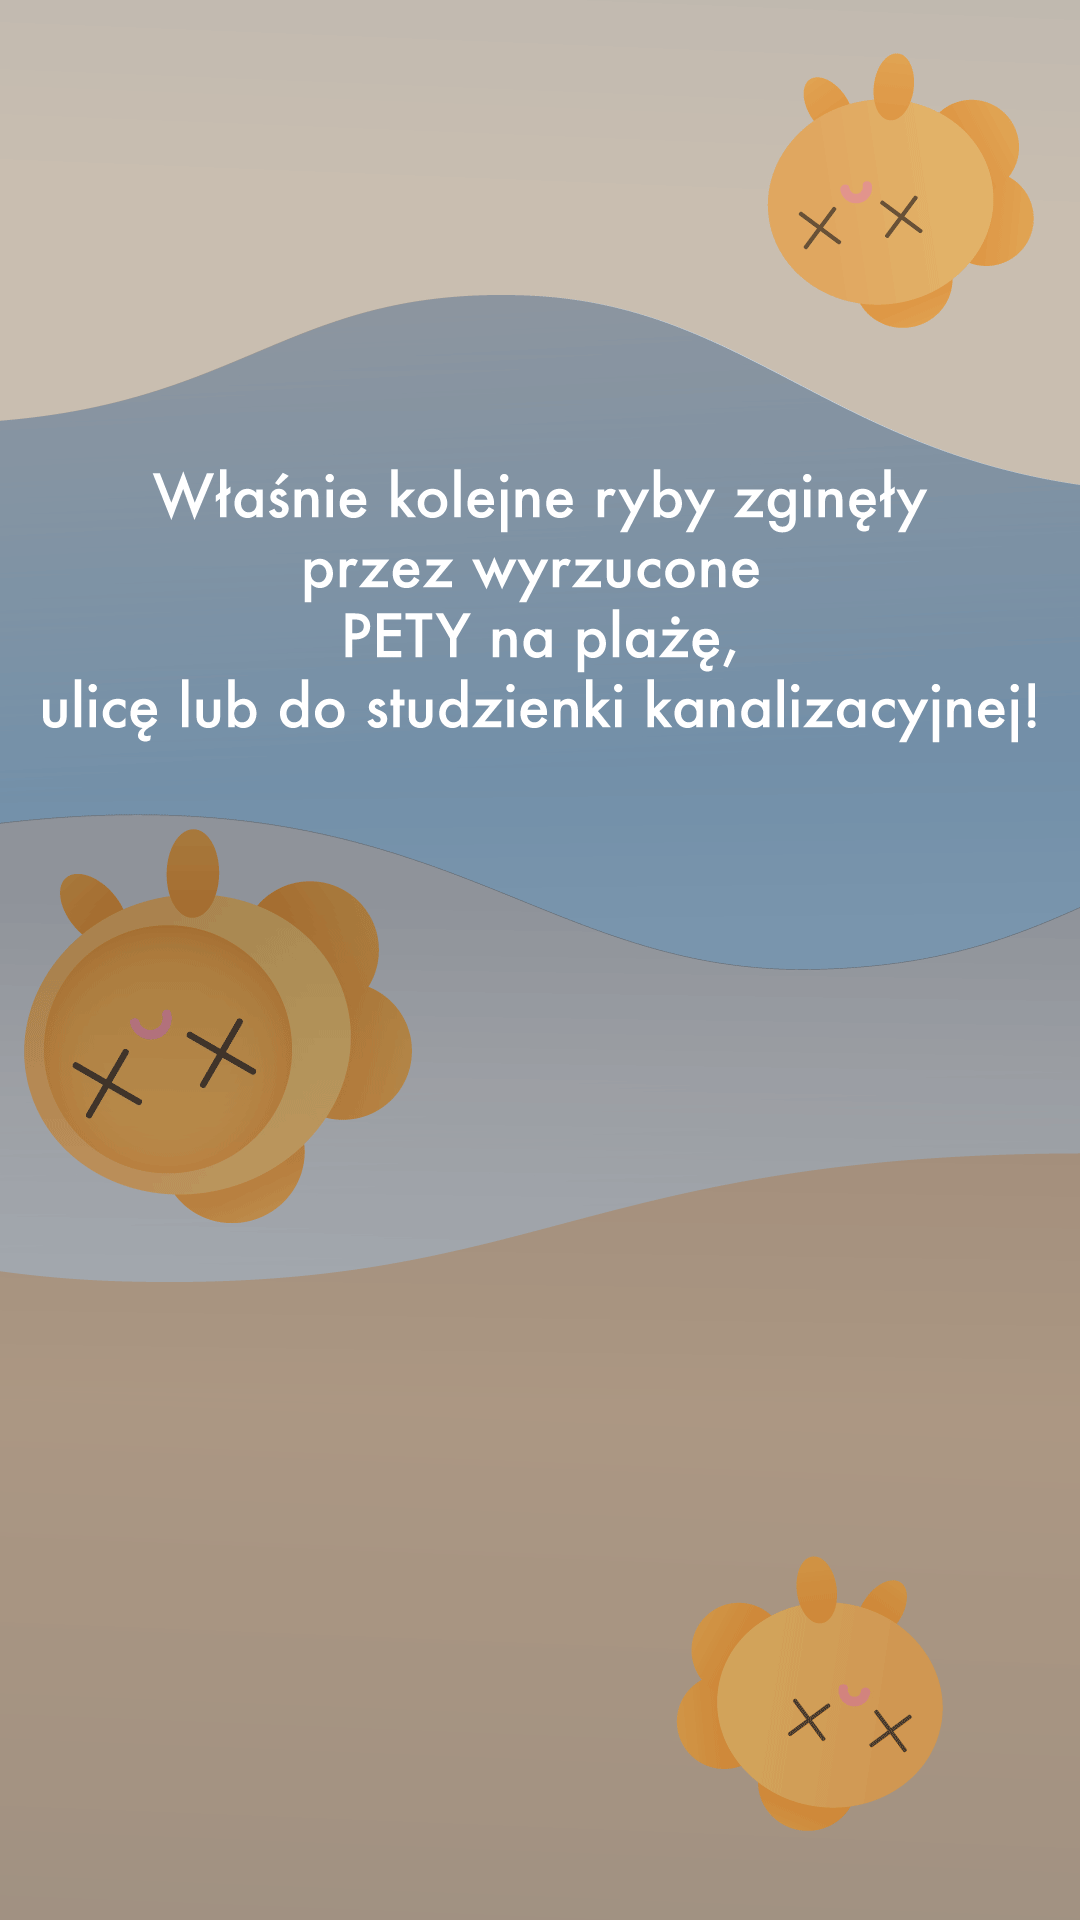 Właśnie kolejne ryby zginęły
przez wyrzucone
PETY na plażę,
ulicę lub do studzienki kanalizacyjnej!